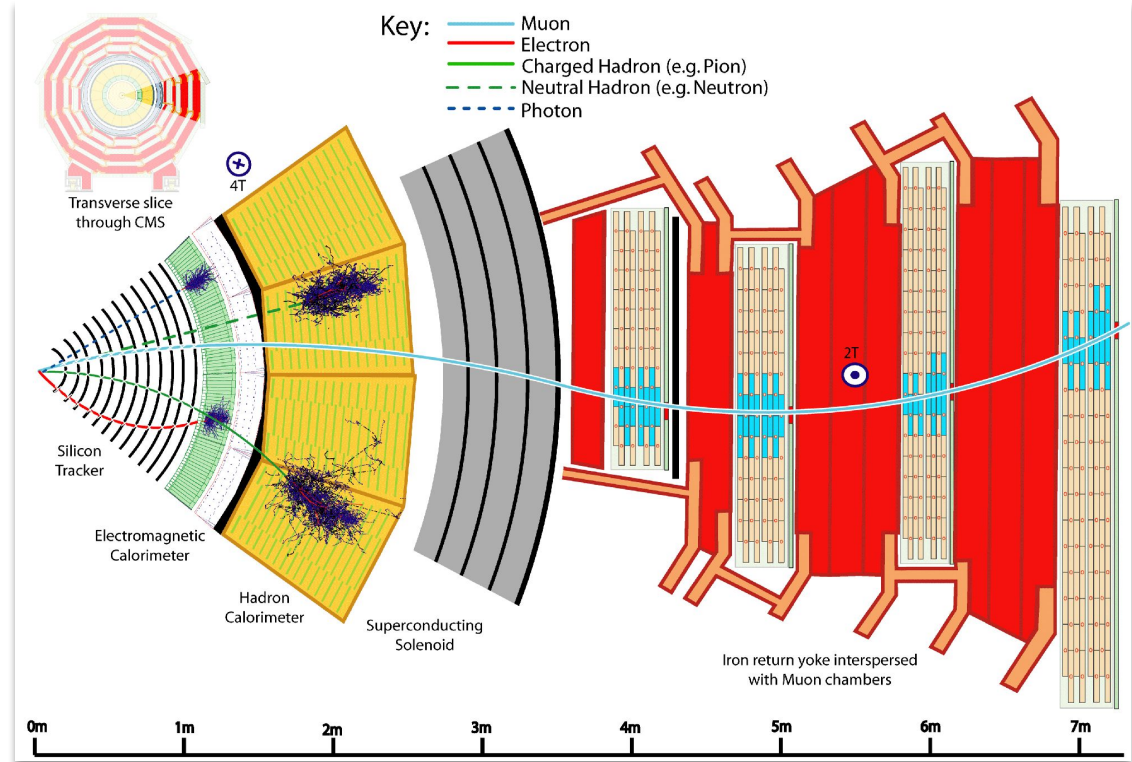 Key:
Muon
Electron
Charged Hadron (e.g. Pion)
Neutral Hadron (e.g. Neutron)
Photon
Transverse slice
through CMS
4T
2T
Silicon
Tracker
Electromagnetic
Calorimeter
Hadron
Calorimeter
Superconducting
Solenoid
Iron return yoke interspersed
with Muon chambers
0m
1m
2m
3m
4m
5m
6m
7m